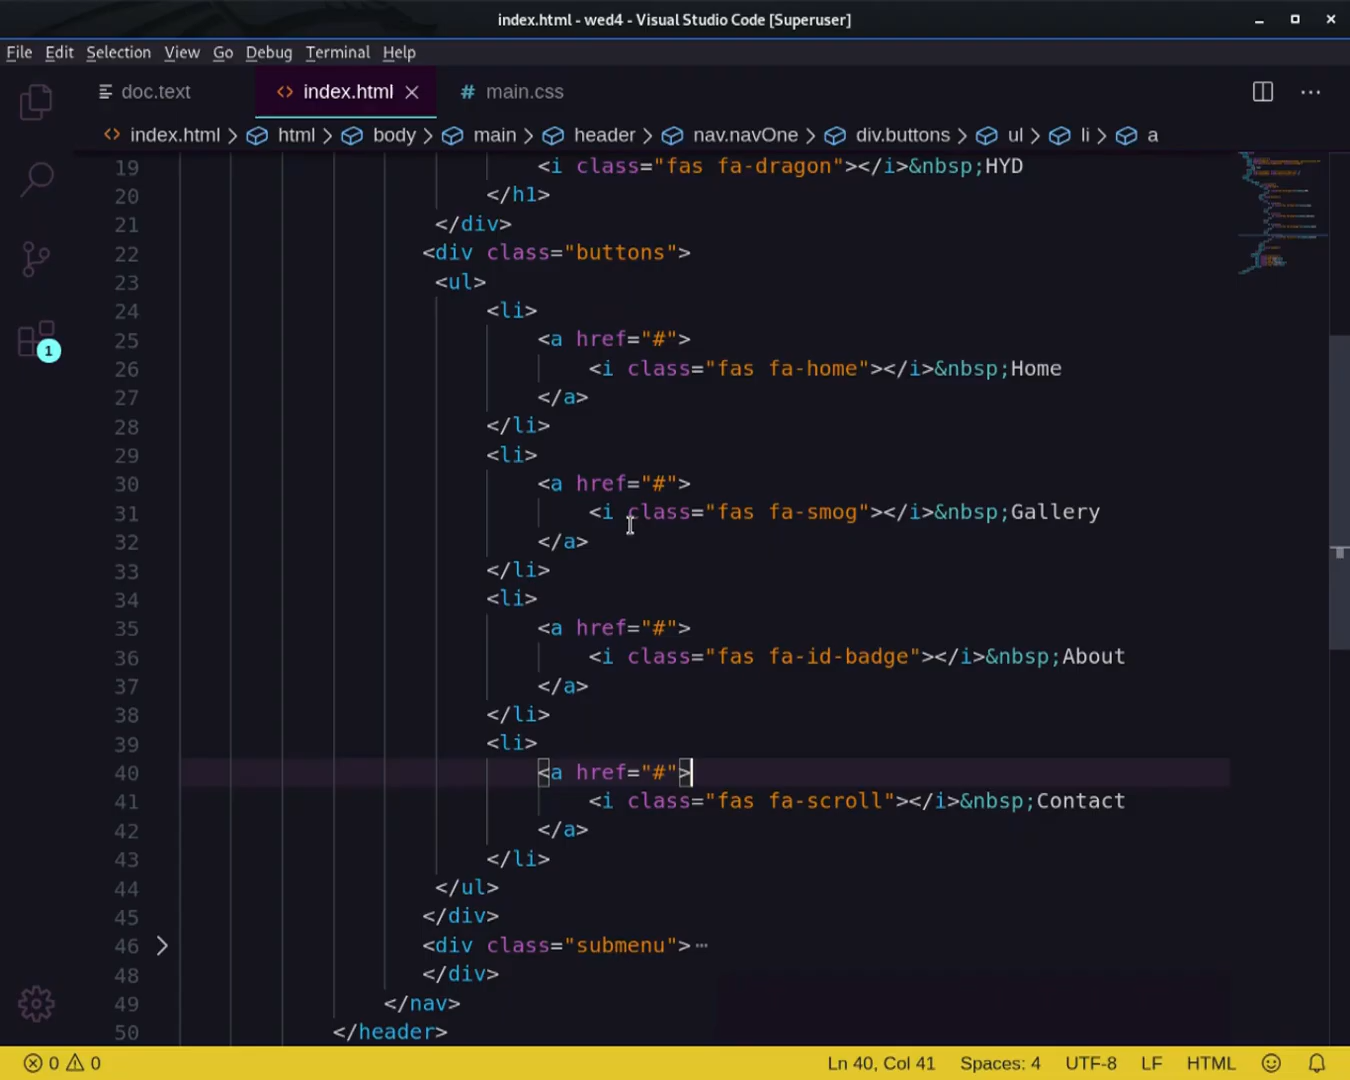 index.html - wed4 - Visual Studio Code [Superuser]
File Edit Selection View Go Debug Terminal Help
doc.text index.html main.css
index.html > html > body > main > header > nav.navOne > div.buttons > ul > li > a
19 <i class="fas fa-dragon"></i>&nbsp;HYD
20 </h1>
21 </div>
22 <div class="buttons">
23 <ul>
24 <li>
25 <a href="#">
26 <i class="fas fa-home"></i>&nbsp;Home
27 </a>
28 </li>
29 <li>
30 <a href="#">
31 <i class="fas fa-smog"></i>&nbsp;Gallery
32 </a>
33 </li>
34 <li>
35 <a href="#">
36 <i class="fas fa-id-badge"></i>&nbsp;About
37 </a>
38 </li>
39 <li>
40 <a href="#">
41 <i class="fas fa-scroll"></i>&nbsp;Contact
42 </a>
43 </li>
44 </ul>
45 </div>
46 <div class="submenu">
48 </div>
49 </nav>
50 </header>
1
0 0 Ln 40, Col 41 Spaces: 4 UTF-8 LF HTML